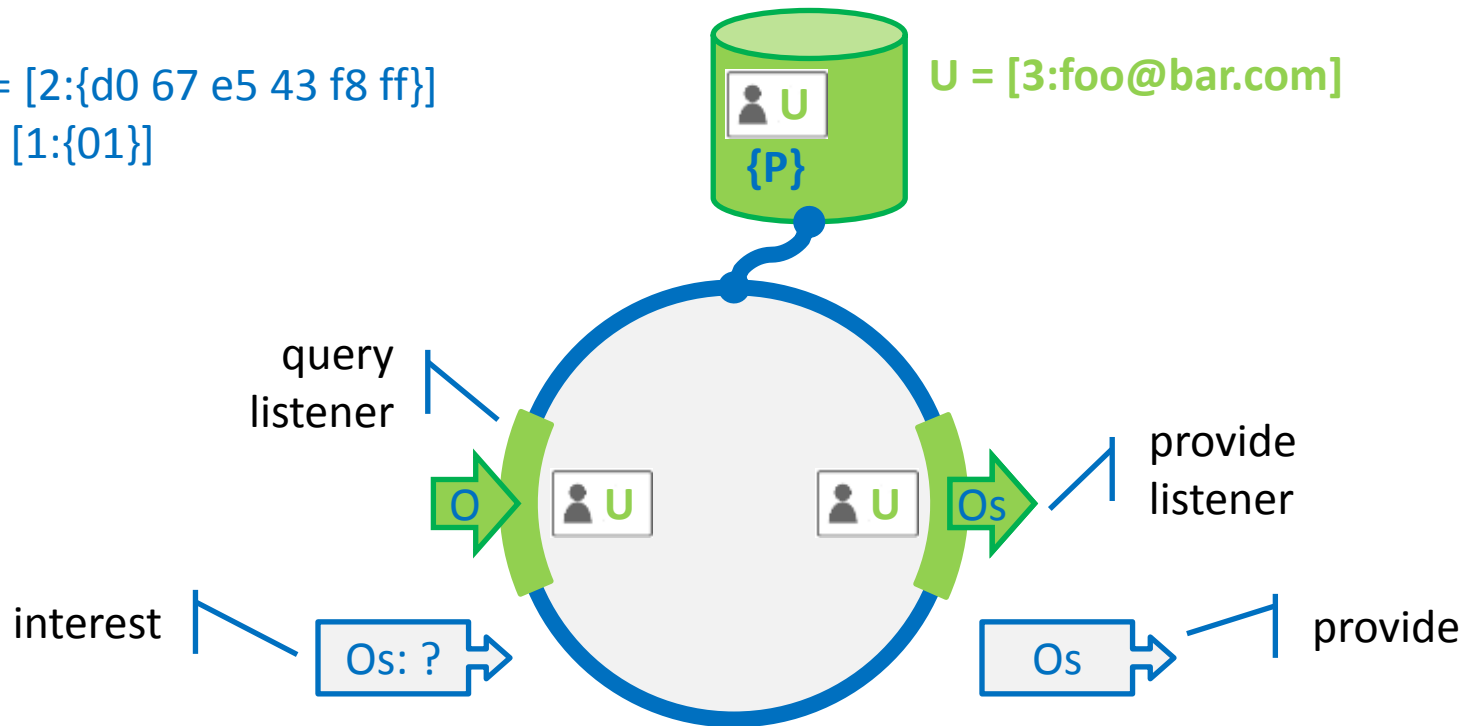 = [2:{d0 67 e5 43 f8 ff}]
[1:{01}]
U = [3:foo@bar.com]
U
{P}
query
listener
provide
listener
O
U
U
Os
interest
Os: ?
Os
provide